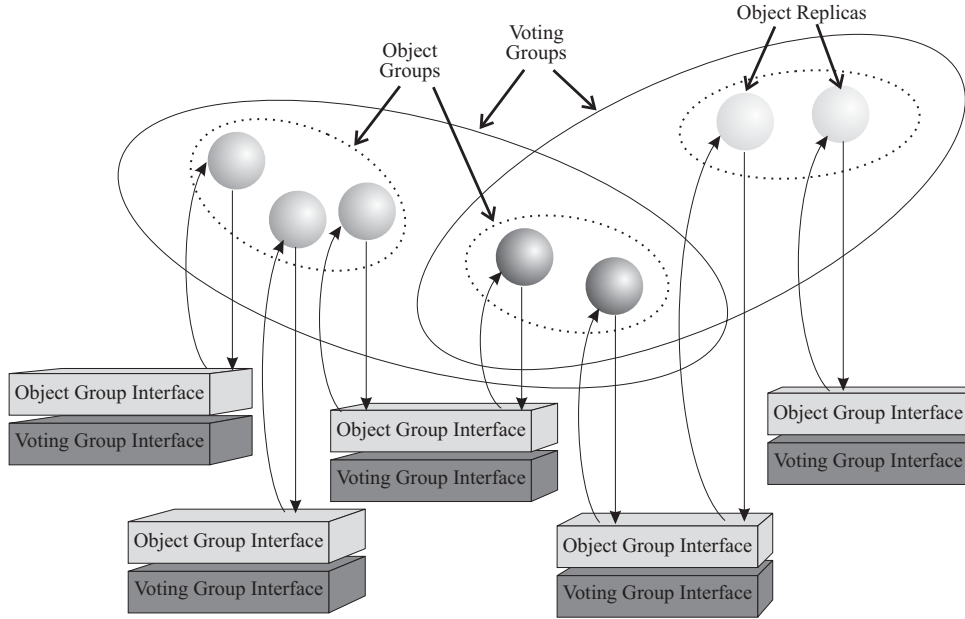 Object Replicas
Voting
Groups
Object
Groups
Object Group Interface
Voting Group Interface
Object Group Interface
Voting Group Interface
Object Group Interface
Voting Group Interface
Object Group Interface
Voting Group Interface
Object Group Interface
Voting Group Interface